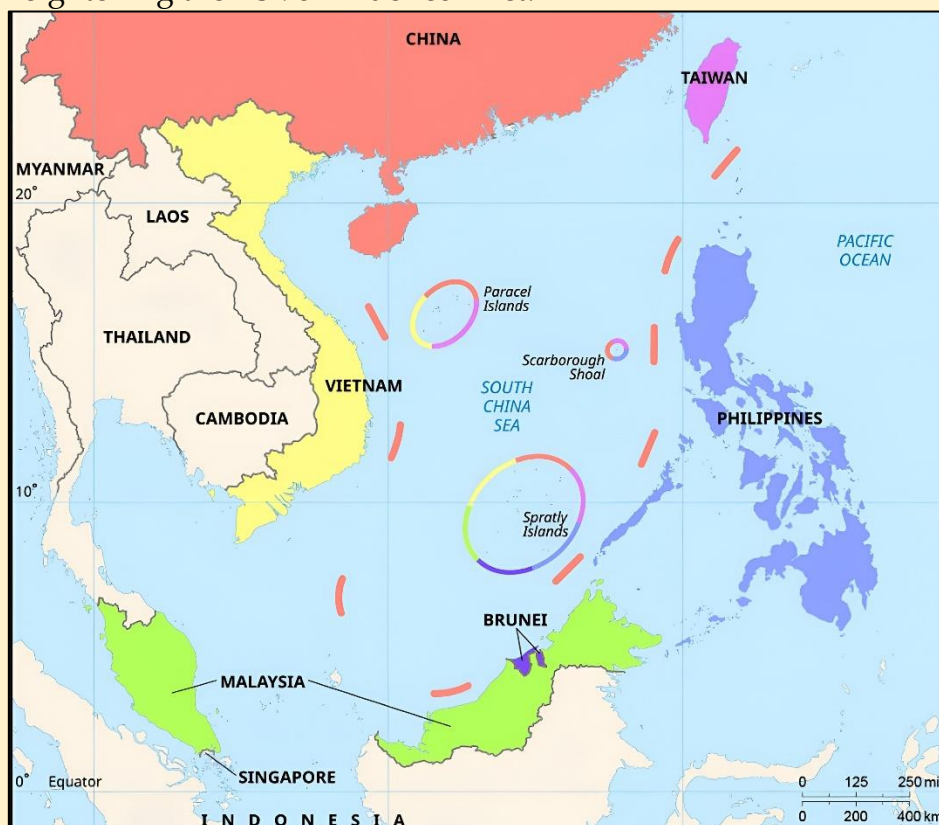 CHINA
TAIWAN
MYANMAR
20°
LAOS
PACIFIC
OCEAN
Paracel
Islands
THAILAND
Scarborough
Shoal
VIETNAM
SOUTH
CHINA
SEA
CAMBODIA
PHILIPPINES
10°
Spratly
Islands
BRUNEI
MALAYSIA
SINGAPORE
0° Equator
0 125 250 mi
0 200 400 km
INDONESIA